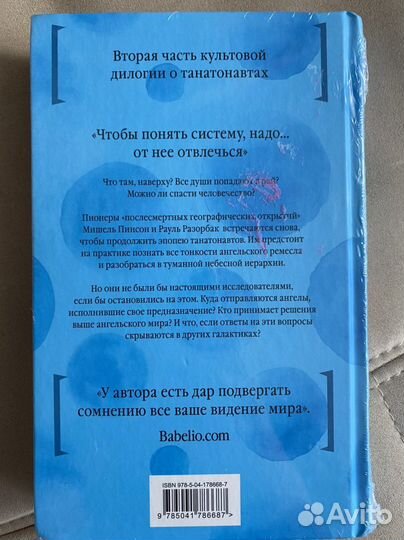 Вторая часть культовой
дилогии о танатонавтах
«Чтобы понять систему, надо...
от нее отвлечься»
Что там, наверху? Все души попадают в рай?
Можно ли спасти человечество?
Пионеры «послесмертных географических открытий»
Мишель Пинсон и Рауль Разорбак встречаются снова,
чтобы продолжить эпопею танатонавтов. Им предстоит
на практике познать все тонкости ангельского ремесла
и разобраться в туманной небесной иерархии.
Но они не были бы настоящими исследователями,
если бы остановились на этом. Куда отправляются ангелы,
исполнившие свое предназначение? Кто принимает решения
выше ангельского мира? И что, если ответы на эти вопросы
скрываются в других галактиках?
«У автора есть дар подвергать
сомнению все ваше видение мира».
Babelio.com
ISBN 978-5-04-178668-7
9 785041 786687 >
Avito